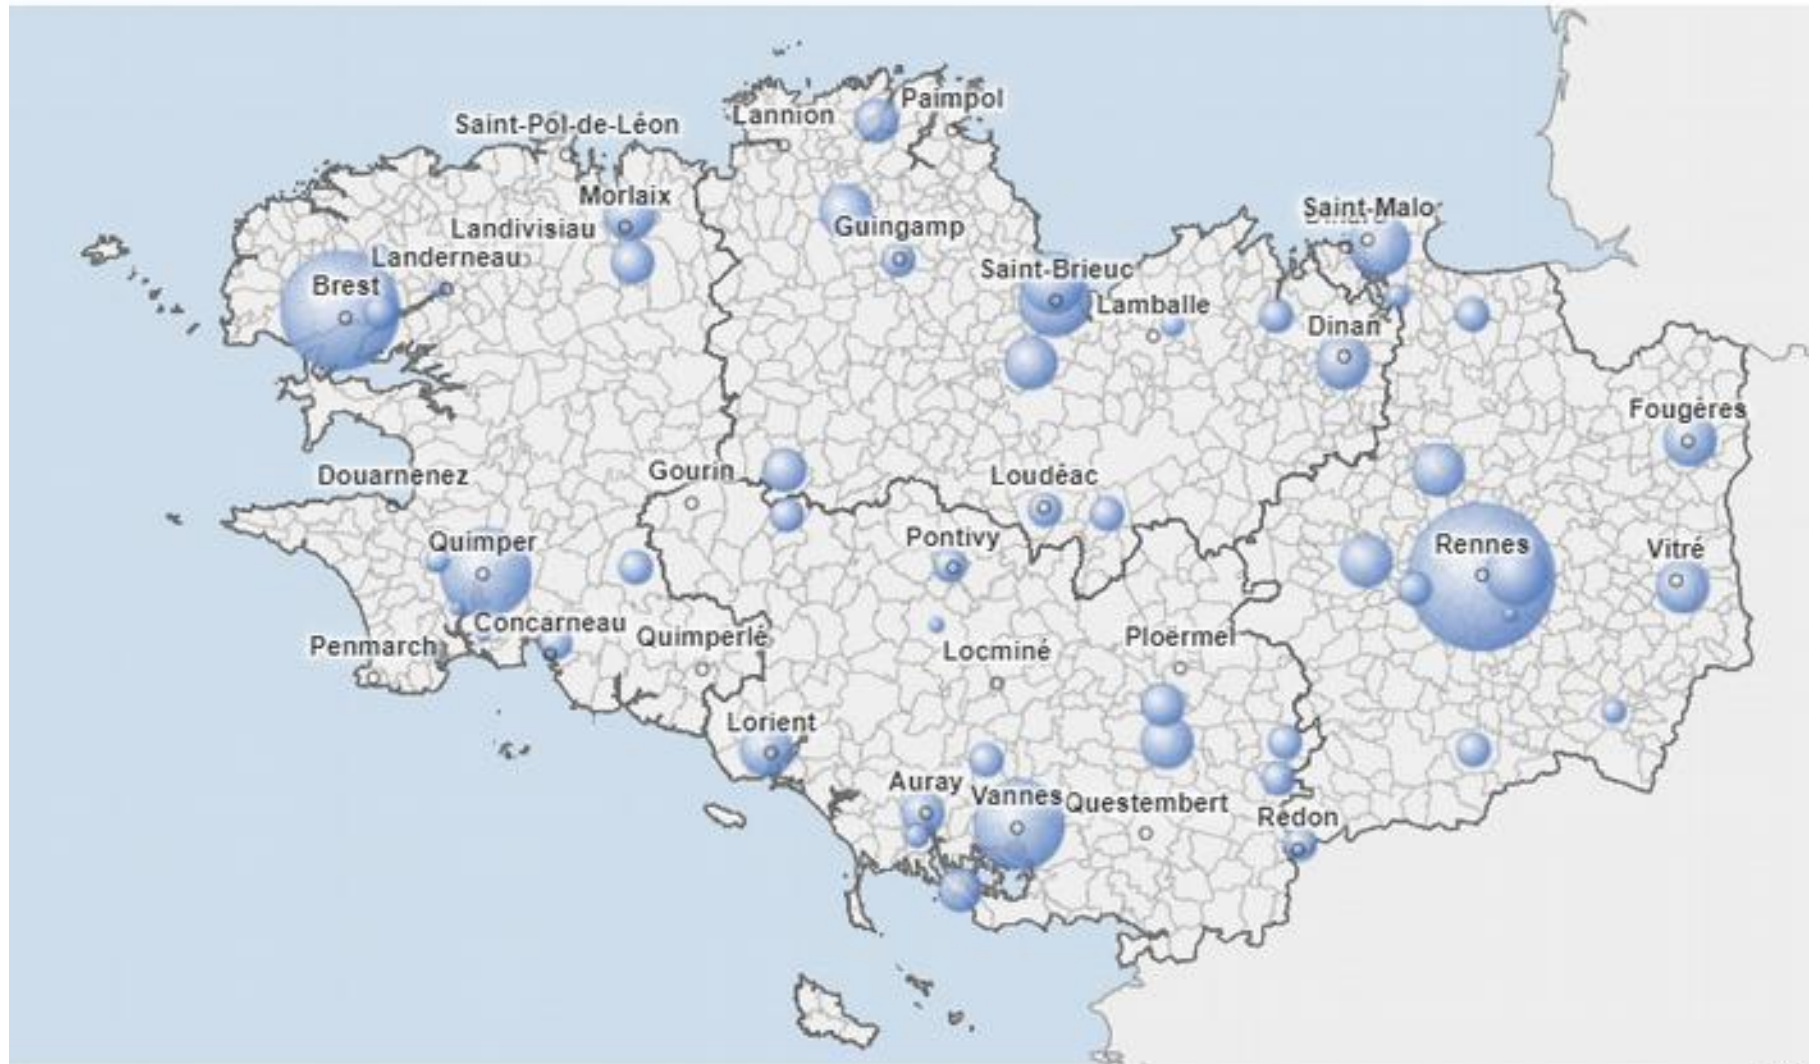 Paimpol
Lannion
Saint-Pol-de-Léon
Morlaix
Saint-Malo
Landivisiau
Guingamp
Landerneau
Saint-Brieuc
Brest
Lamballe
Dinan
Fougères
Gourin
Douarnenez
Loudéac
Quimper
Pontivy
Rennes
Vitré
Concarneau
Quimperlé
Ploërmel
Penmarch
Locminé
Lorient
Auray
Vannes
Questembert
Redon